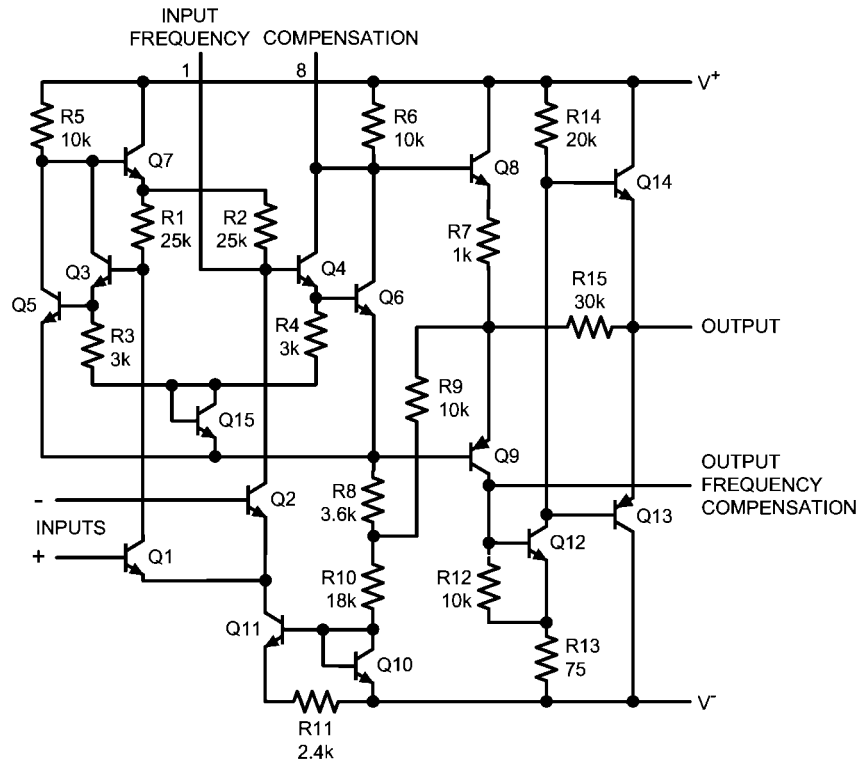 INPUT
FREQUENCY COMPENSATION
1 8
V+
R5
10k
R6
10k
R14
20k
Q7
Q8
Q14
R1
25k
R2
25k
R7
1k
Q3
Q4
Q5
Q6
R15
30k
R3
3k
R4
3k
OUTPUT
R9
10k
Q15
Q9
OUTPUT
FREQUENCY
COMPENSATION
R8
3.6k
-
Q2
Q13
INPUTS
+
Q1
Q12
R10
18k
R12
10k
Q11
Q10
R13
75
V-
R11
2.4k